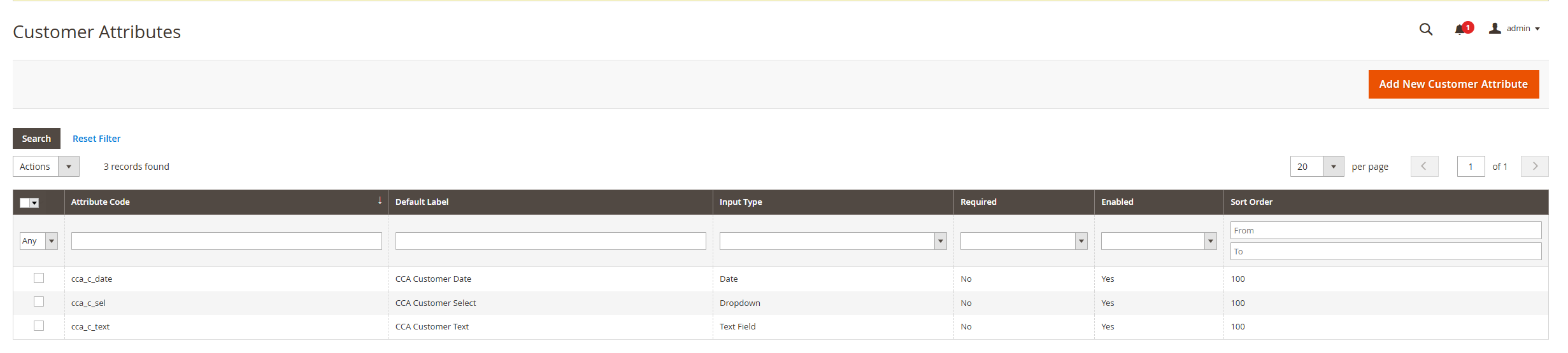 Customer Attributes
1
admin
Add New Customer Attribute
Search
Reset Filter
Actions
3 records found
20
per page
1
of 1
Attribute Code
↓
Default Label
Input Type
Required
Enabled
Sort Order
Any
From
To
cca_c_date
CCA Customer Date
Date
No
Yes
100
cca_c_sel
CCA Customer Select
Dropdown
No
Yes
100
cca_c_text
CCA Customer Text
Text Field
No
Yes
100